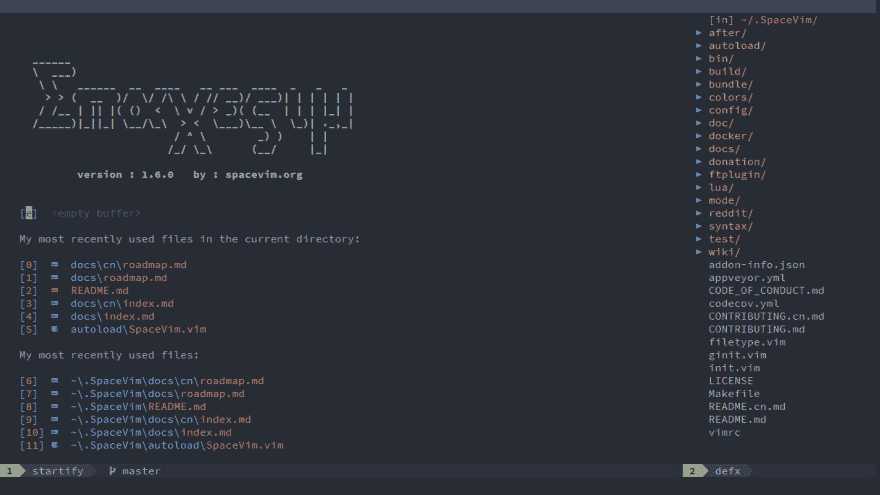 version : 1.6.0   by : spacevim.org
[e]  <empty buffer>
My most recently used files in the current directory:
[0]  docs\cn\roadmap.md
[1]  docs\roadmap.md
[2]  README.md
[3]  docs\cn\index.md
[4]  docs\index.md
[5]  autoload\SpaceVim.vim
My most recently used files:
[6]  ~\.SpaceVim\docs\cn\roadmap.md
[7]  ~\.SpaceVim\docs\roadmap.md
[8]  ~\.SpaceVim\README.md
[9]  ~\.SpaceVim\docs\cn\index.md
[10]  ~\.SpaceVim\docs\index.md
[11]  ~\.SpaceVim\autoload\SpaceVim.vim
1 startify master
[in] ~/.SpaceVim/
▶ after/
▶ autoload/
▶ bin/
▶ build/
▶ bundle/
▶ colors/
▶ config/
▶ doc/
▶ docker/
▶ docs/
▶ donation/
▶ ftplugin/
▶ lua/
▶ mode/
▶ reddit/
▶ syntax/
▶ test/
▶ wiki/
addon-info.json
appveyor.yml
CODE_OF_CONDUCT.md
codecov.yml
CONTRIBUTING.cn.md
CONTRIBUTING.md
filetype.vim
ginit.vim
init.vim
LICENSE
Makefile
README.cn.md
README.md
vimrc
2 defx